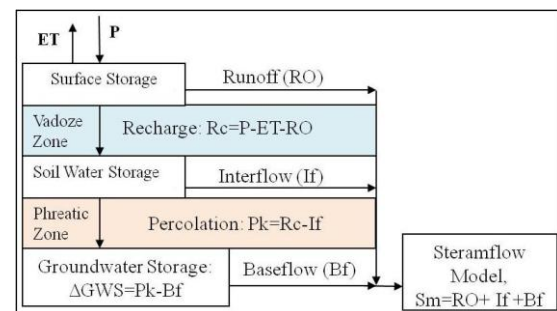 ET P
Surface Storage
Runoff (RO)
Vadoze
Zone
Recharge: Rc=P-ET-RO
Soil Water Storage
Interflow (If)
Phreatic
Zone
Percolation: Pk=Rc-If
Groundwater Storage:
ΔGWS=Pk-Bf
Baseflow (Bf)
Steramflow
Model,
Sm=RO+ If +Bf